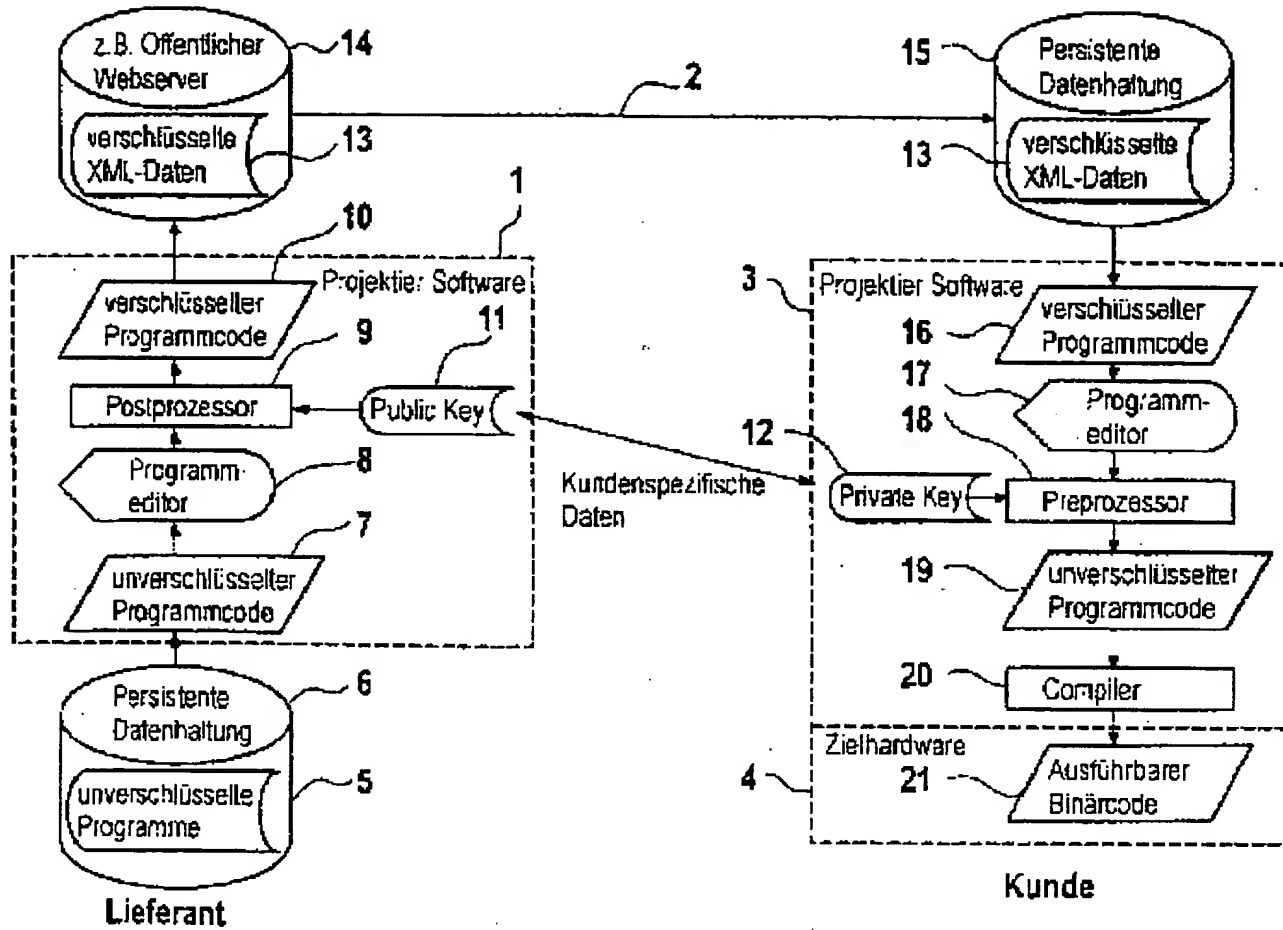 z.B. Offentlicher
Webserver
14
verschlüsselte
XML-Daten
13
2
15
Persistente
Datenhaltung
13
verschlüsselte
XML-Daten
1
10
Projektier Software
verschlüsselter
Programmcode
9
11
Postprozessor
Public Key
8
Programm-
editor
7
unverschlüsselter
Programmcode
6
Persistente
Datenhaltung
5
unverschlüsselte
Programme
Lieferant
Kundenspezifische
Daten
3
Projektier Software
16
verschlüsselter
Programmcode
17
Programm-
editor
18
12
Private Key
Preprozessor
19
unverschlüsselter
Programmcode
20
Compiler
Zielhardware
4
21
Ausführbarer
Binärcode
Kunde